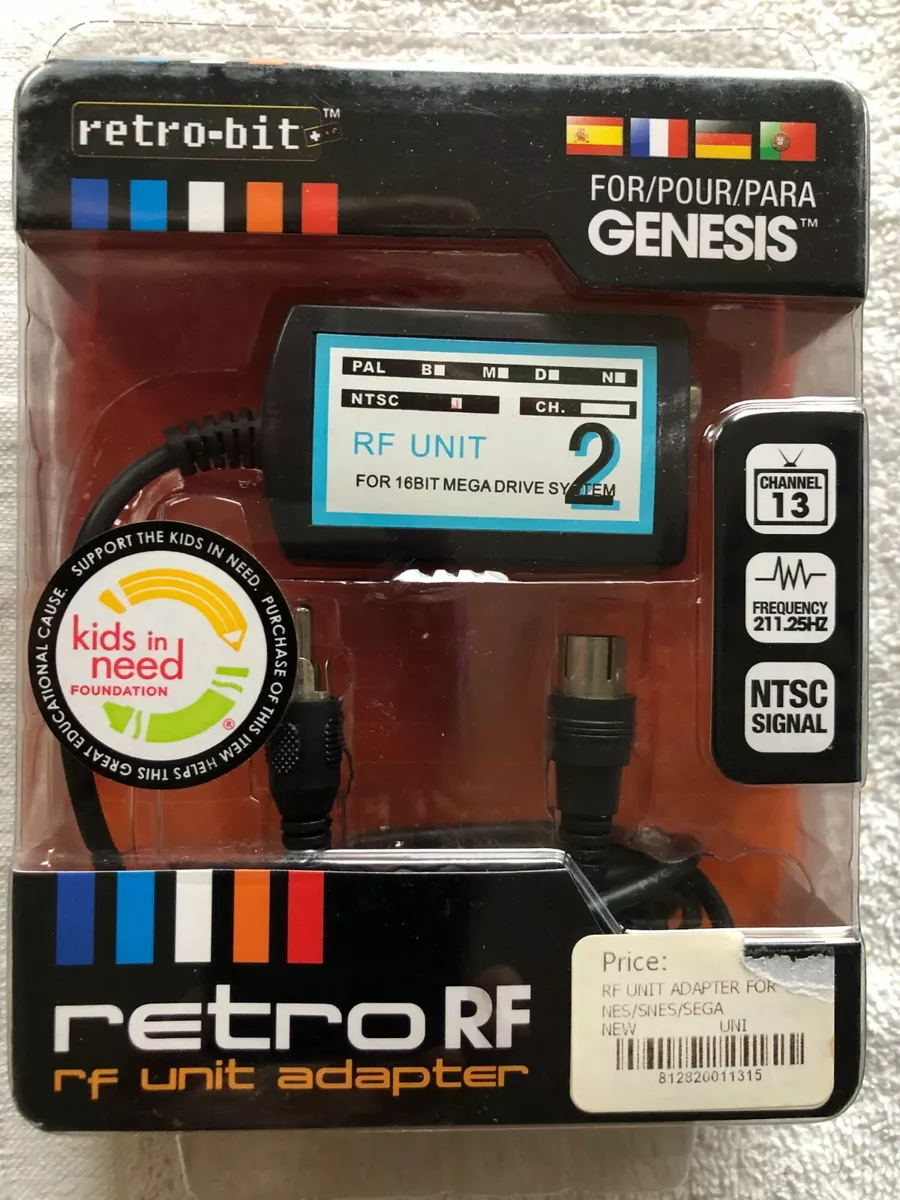 retro-bit™
FOR/POUR/PARA
GENESIS™
PAL B M D N
NTSC J CH.
RF UNIT
2
FOR 16BIT MEGA DRIVE SYSTEM
CHANNEL
13
FREQUENCY
211.25HZ
NTSC
SIGNAL
SUPPORT THE KIDS IN NEED. PURCHASE OF THIS ITEM HELPS THIS GREAT EDUCATIONAL CAUSE.
kids in
need
FOUNDATION
®
retro RF
rf unit adapter
Price:
RF UNIT ADAPTER FOR
NES/SNES/SEGA
NEW UNI
812820011315